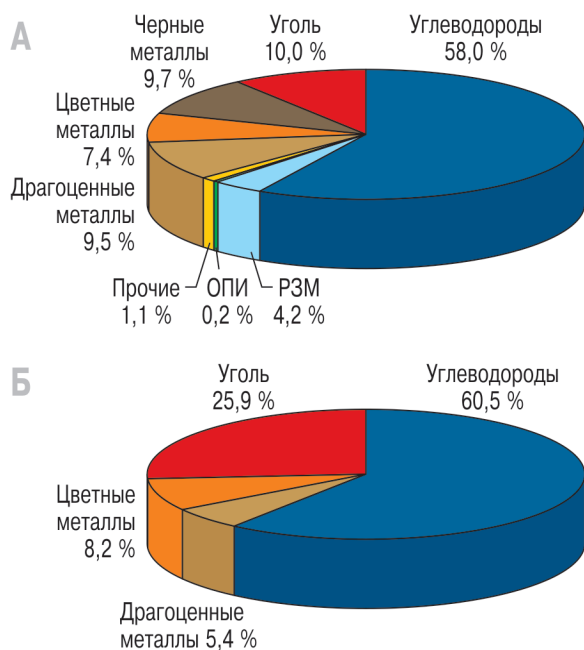 А
Черные
металлы
9,7 %
Уголь
10,0 %
Углеводороды
58,0 %
Цветные
металлы
7,4 %
Драгоценные
металлы
9,5 %
Прочие
1,1 %
ОПИ
0,2 %
РЗМ
4,2 %
Б
Уголь
25,9 %
Углеводороды
60,5 %
Цветные
металлы
8,2 %
Драгоценные
металлы 5,4 %